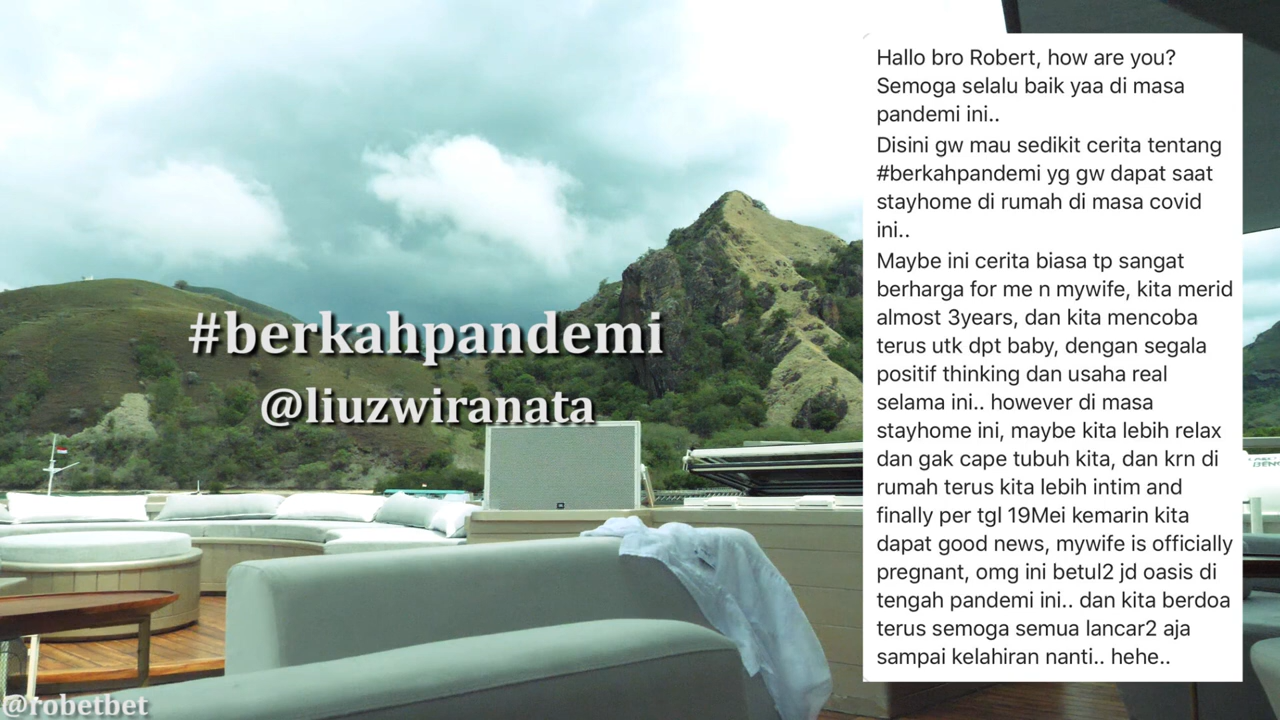 #berkahpandemi
@liuzwiranata
Hallo bro Robert, how are you?
Semoga selalu baik yaa di masa
pandemi ini..
Disini gw mau sedikit cerita tentang
#berkahpandemi yg gw dapat saat
stayhome di rumah di masa covid
ini..
Maybe ini cerita biasa tp sangat
berharga for me n mywife, kita merid
almost 3years, dan kita mencoba
terus utk dpt baby, dengan segala
positif thinking dan usaha real
selama ini.. however di masa
stayhome ini, maybe kita lebih relax
dan gak cape tubuh kita, dan krn di
rumah terus kita lebih intim and
finally per tgl 19Mei kemarin kita
dapat good news, mywife is officially
pregnant, omg ini betul2 jd oasis di
tengah pandemi ini.. dan kita berdoa
terus semoga semua lancar2 aja
sampai kelahiran nanti.. hehe..
@robetbet